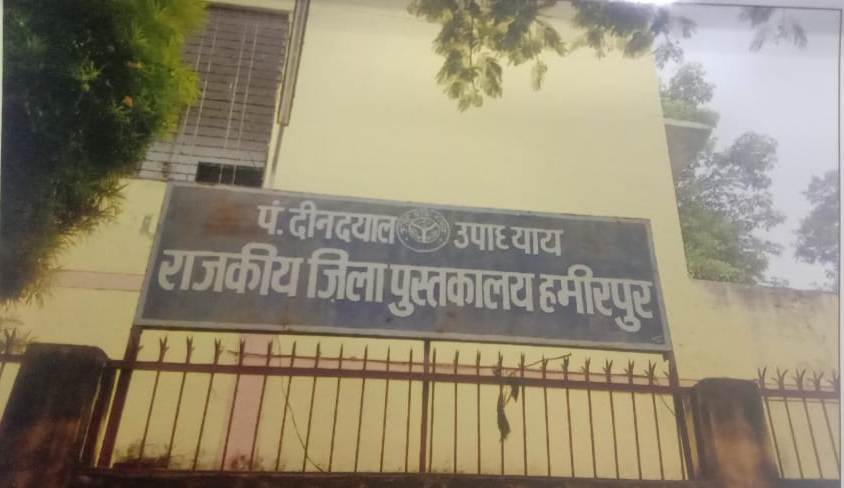 पं. दीनदयाल उपाध्याय
राजकीय ज़िला पुस्तकालय हमीरपुर